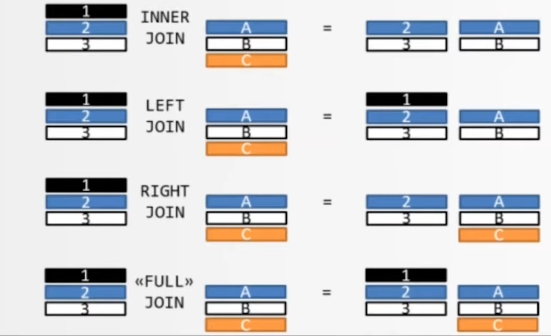 1
2 INNER A = 2 A
3 JOIN B 3 B
C
1 LEFT 1
2 JOIN A = 2 A
3 B 3 B
C
1 RIGHT
2 JOIN A = 2 A
3 B 3 B
C C
1 «FULL» 1
2 JOIN A = 2 A
3 B 3 B
C C